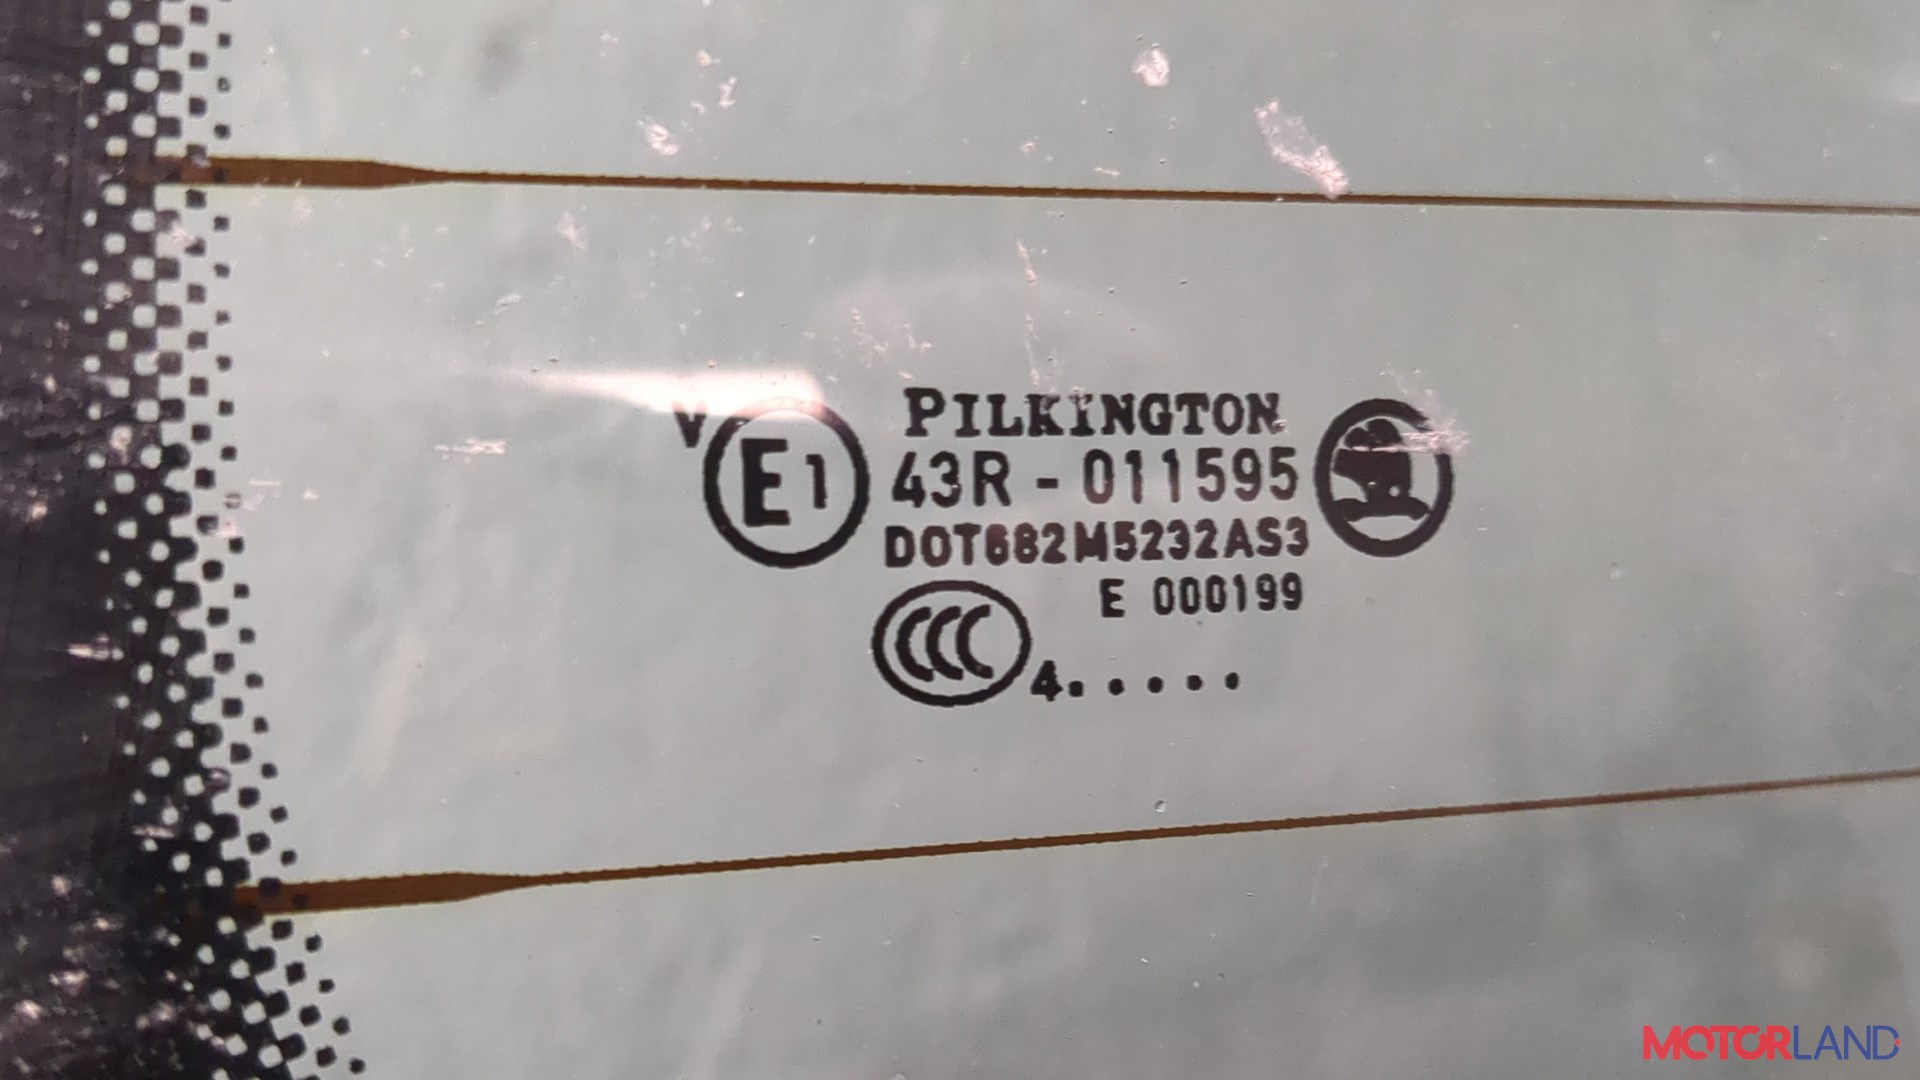 PILKINGTON
V E1 43R - 011595
DOT682M5232AS3
E 000199
CCC 4.....
MOTORLAND